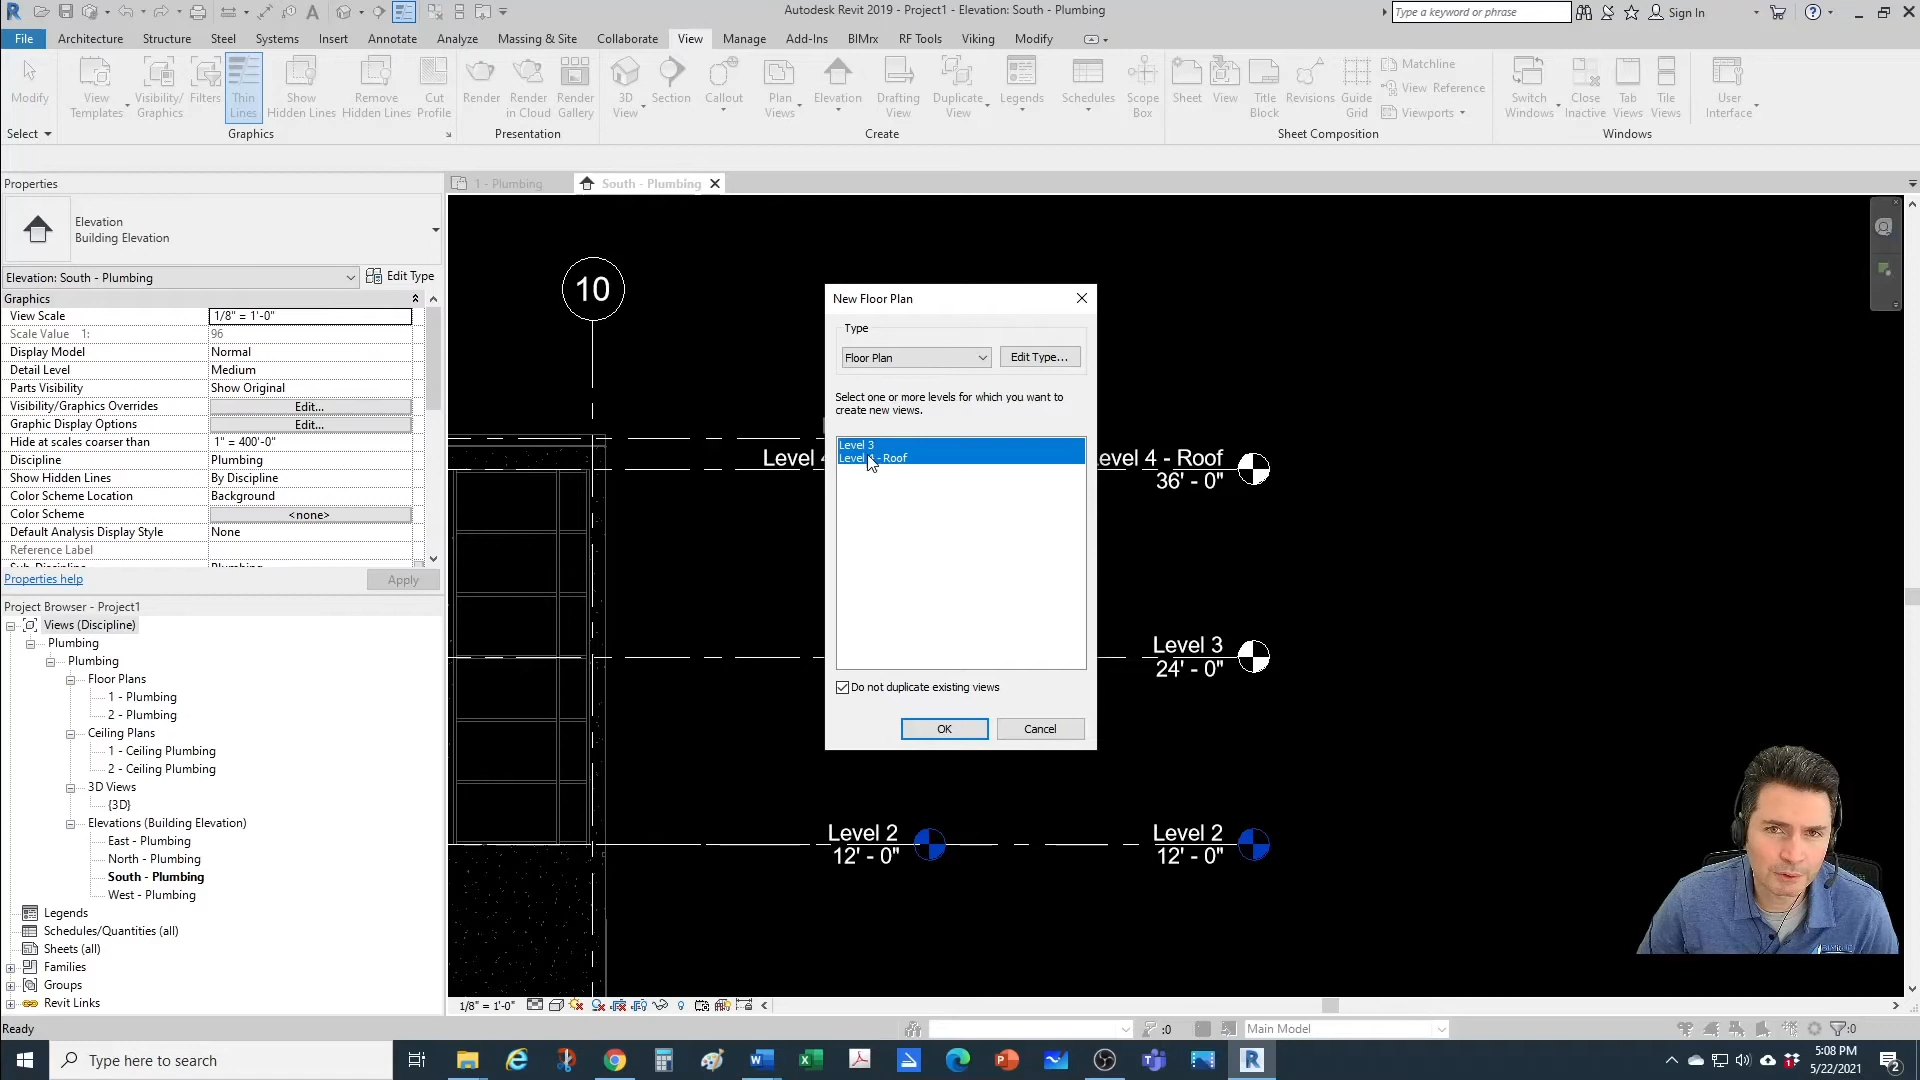 Autodesk Revit 2019 - Project1 - Elevation: South - Plumbing
Type a keyword or phrase
Sign In
File Architecture Structure Steel Systems Insert Annotate Analyze Massing & Site Collaborate View Manage Add-Ins BIMrx RF Tools Viking Modify
Modify
View Templates
Visibility/ Graphics
Filters
Thin Lines
Show Hidden Lines
Remove Hidden Lines
Cut Profile
Render
Render in Cloud
Render Gallery
3D View
Section
Callout
Plan Views
Elevation
Drafting View
Duplicate View
Legends
Schedules
Scope Box
Sheet
View
Title Block
Revisions
Guide Grid
Matchline
View Reference
Viewports
Switch Windows
Close Inactive
Tab Views
Tile Views
User Interface
Select
Graphics
Presentation
Create
Sheet Composition
Windows
Properties
Elevation
Building Elevation
Elevation: South - Plumbing
Edit Type
Graphics
View Scale 1/8" = 1'-0"
Scale Value 1: 96
Display Model Normal
Detail Level Medium
Parts Visibility Show Original
Visibility/Graphics Overrides Edit...
Graphic Display Options Edit...
Hide at scales coarser than 1" = 400'-0"
Discipline Plumbing
Show Hidden Lines By Discipline
Color Scheme Location Background
Color Scheme <none>
Default Analysis Display Style None
Reference Label
Properties help
Apply
Project Browser - Project1
Views (Discipline)
Plumbing
Plumbing
Floor Plans
1 - Plumbing
2 - Plumbing
Ceiling Plans
1 - Ceiling Plumbing
2 - Ceiling Plumbing
3D Views
{3D}
Elevations (Building Elevation)
East - Plumbing
North - Plumbing
South - Plumbing
West - Plumbing
Legends
Schedules/Quantities (all)
Sheets (all)
Families
Groups
Revit Links
1 - Plumbing
South - Plumbing
10
Level 4
Level 4 - Roof
36' - 0"
Level 3
24' - 0"
Level 2
12' - 0"
Level 2
12' - 0"
New Floor Plan
Type
Floor Plan
Edit Type...
Select one or more levels for which you want to
create new views.
Level 3
Level 4 - Roof
Do not duplicate existing views
OK
Cancel
1/8" = 1'-0"
Ready
:0
Main Model
:0
Type here to search
5:08 PM
5/22/2021
2